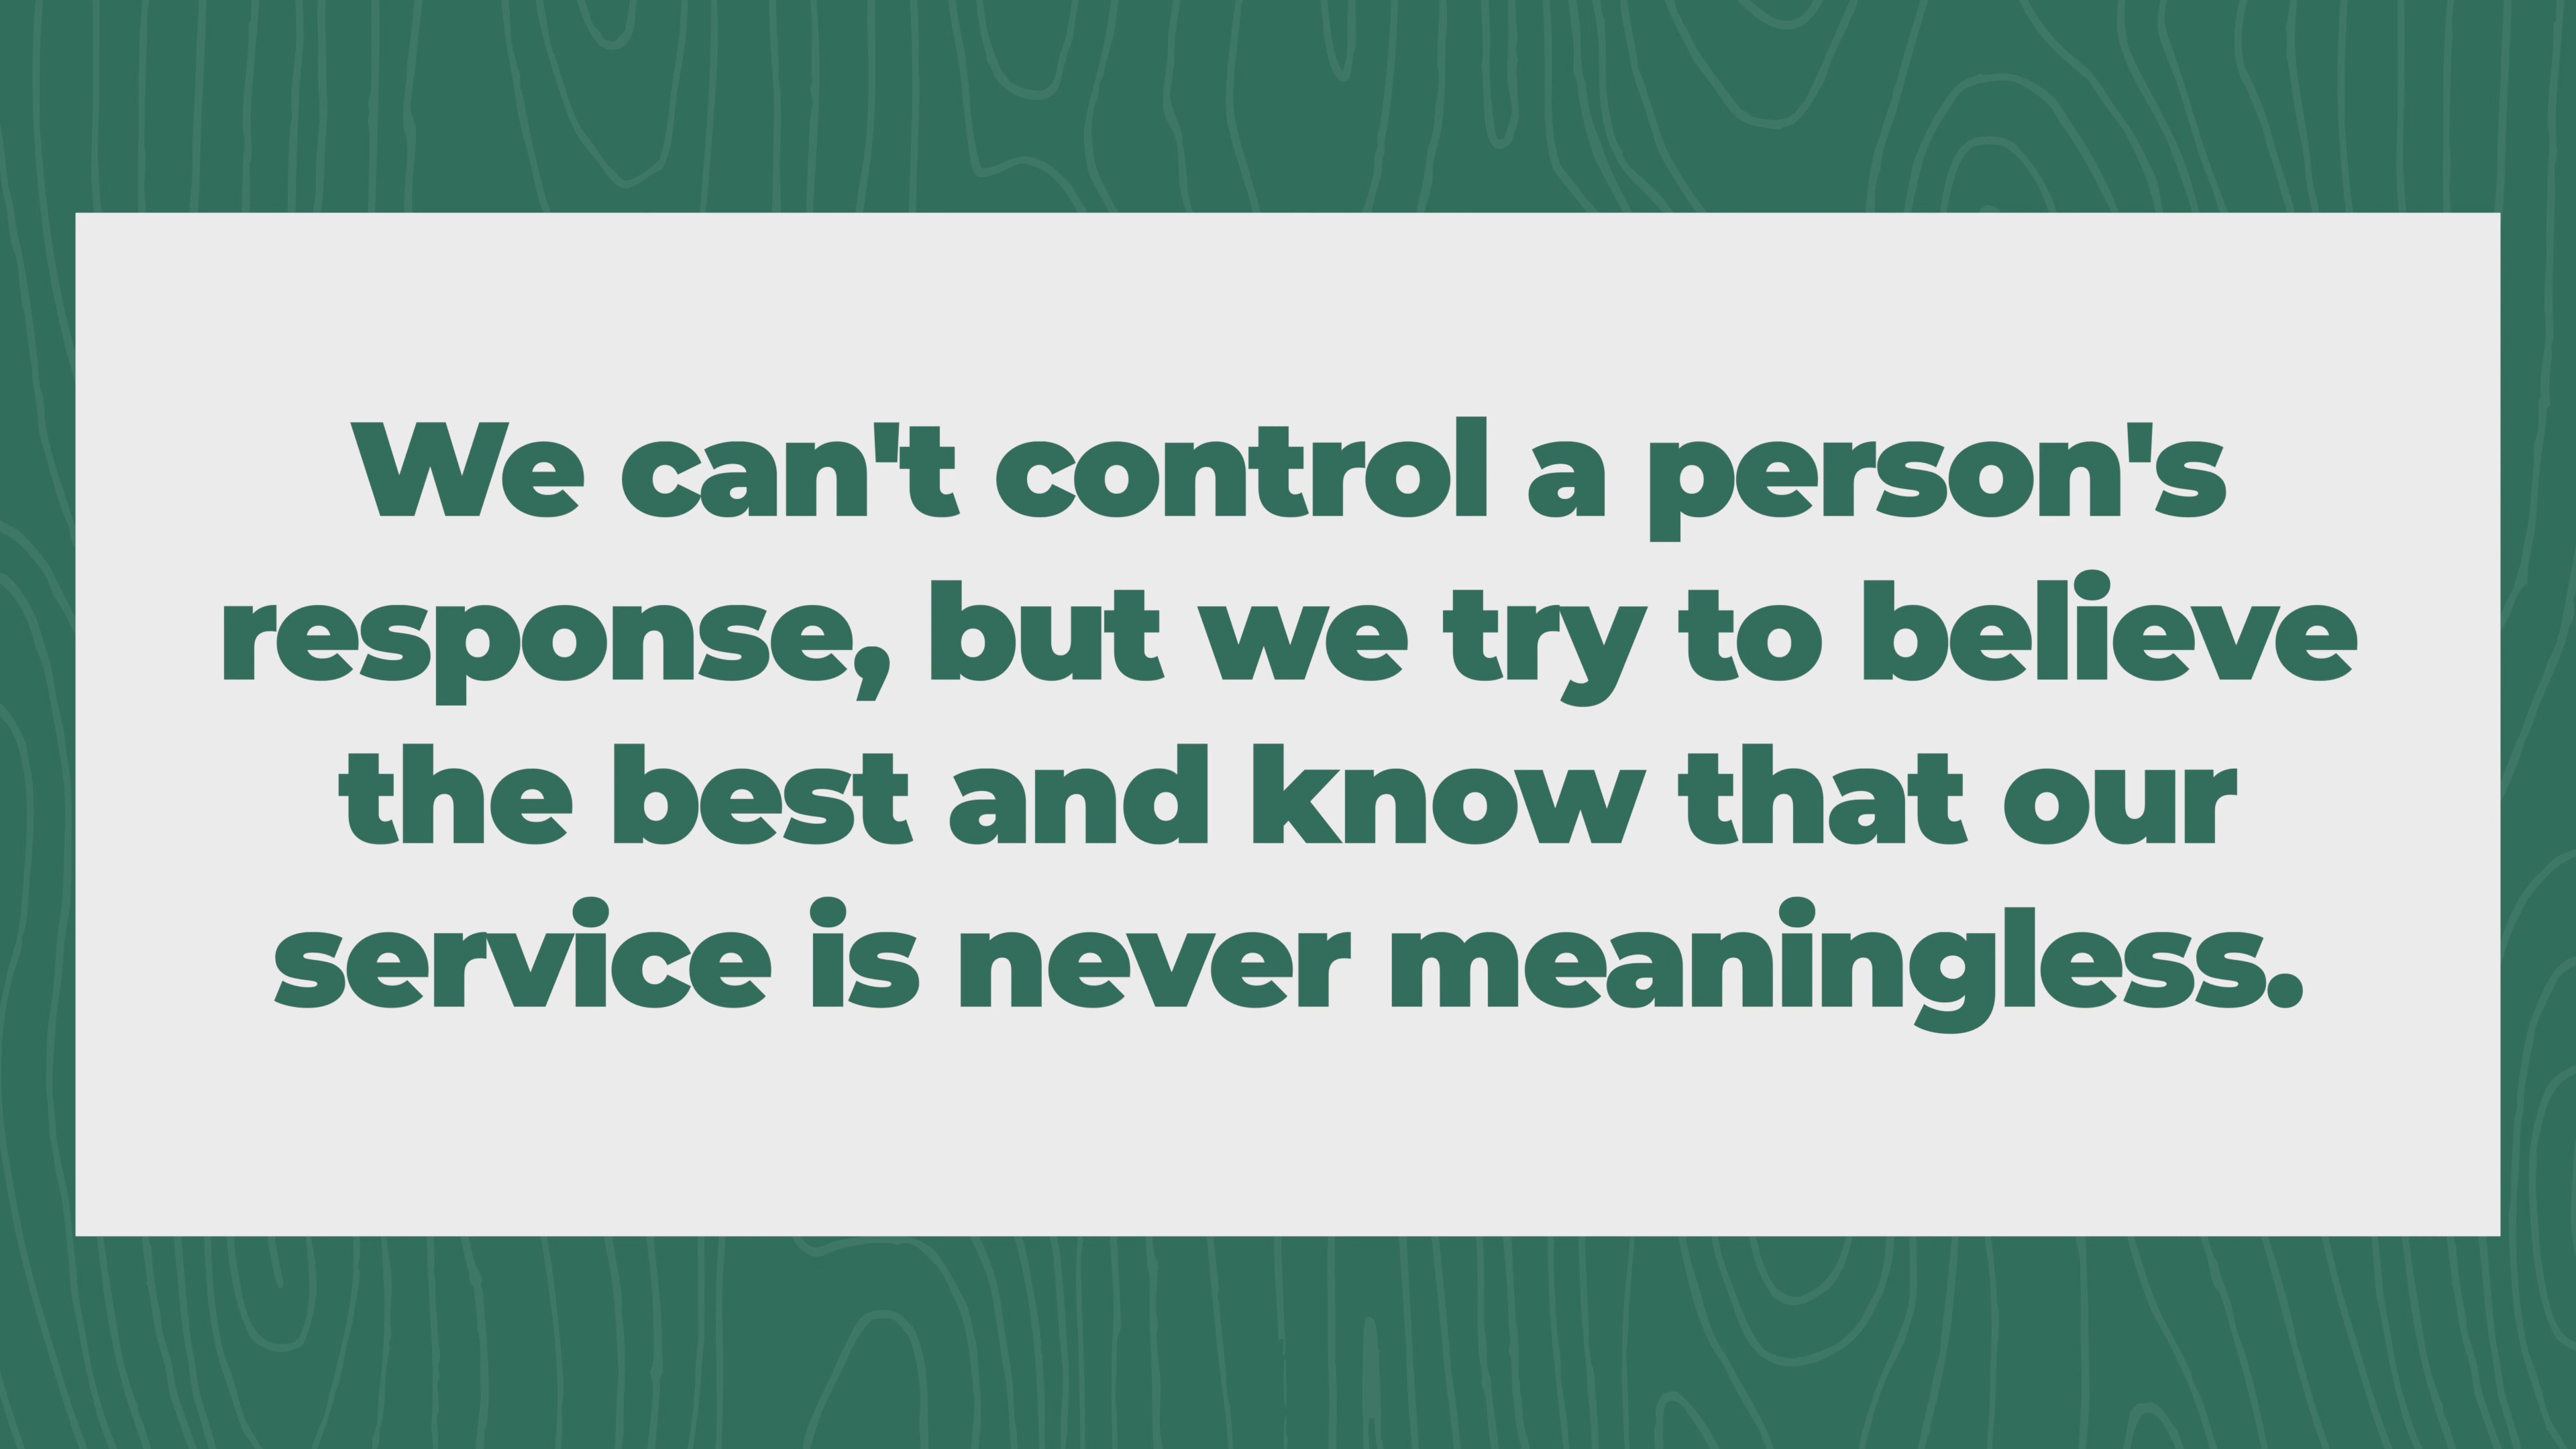 We can't control a person's
response, but we try to believe
the best and know that our
service is never meaningless.